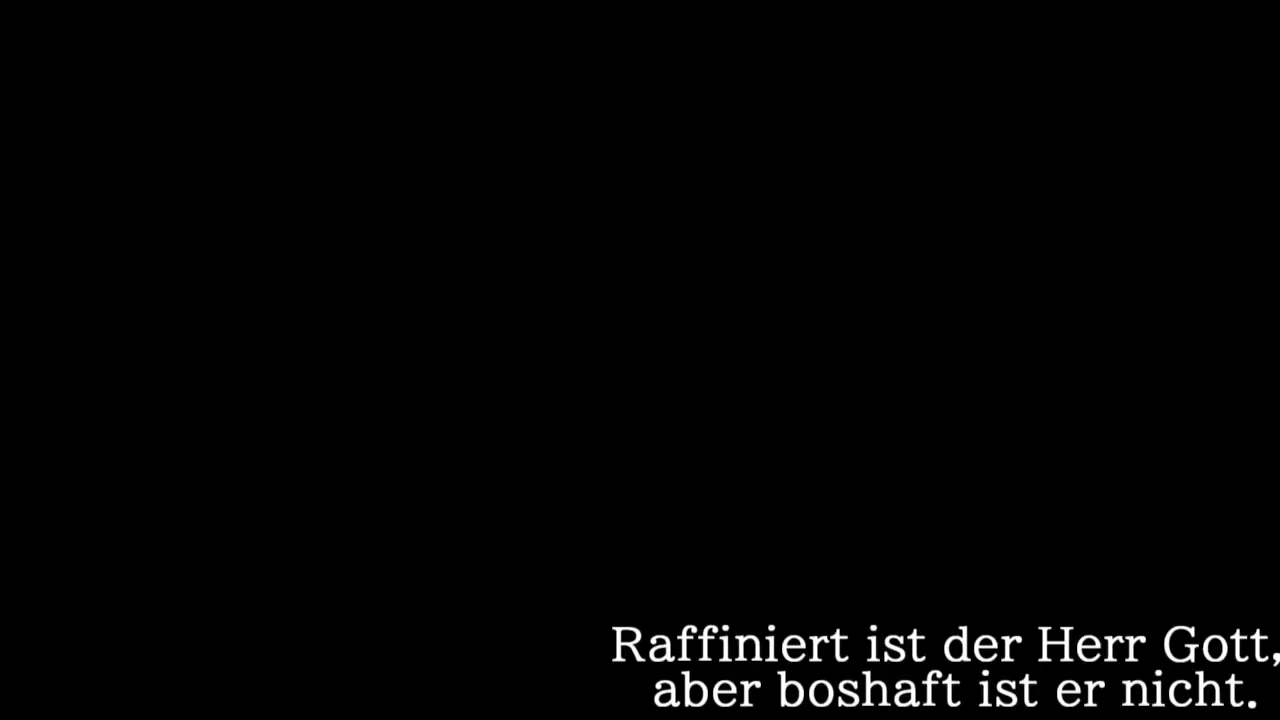 Raffiniert ist der Herr Gott,
aber boshaft ist er nicht.